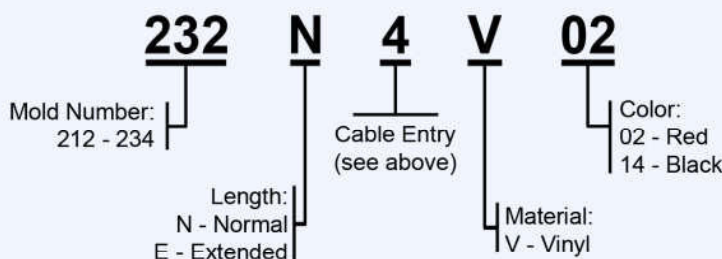 232 N 4 V 02
Mold Number:
212 - 234
Cable Entry
(see above)
Color:
02 - Red
14 - Black
Length:
N - Normal
E - Extended
Material:
V - Vinyl